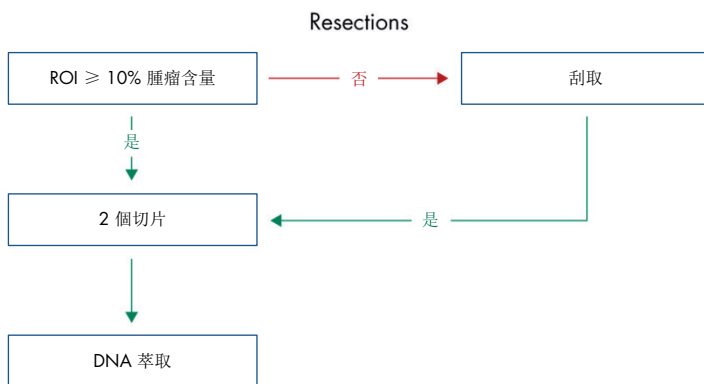 Resections
ROI ≥ 10% 腫瘤含量
否
刮取
是
2 個切片
是
DNA 萃取